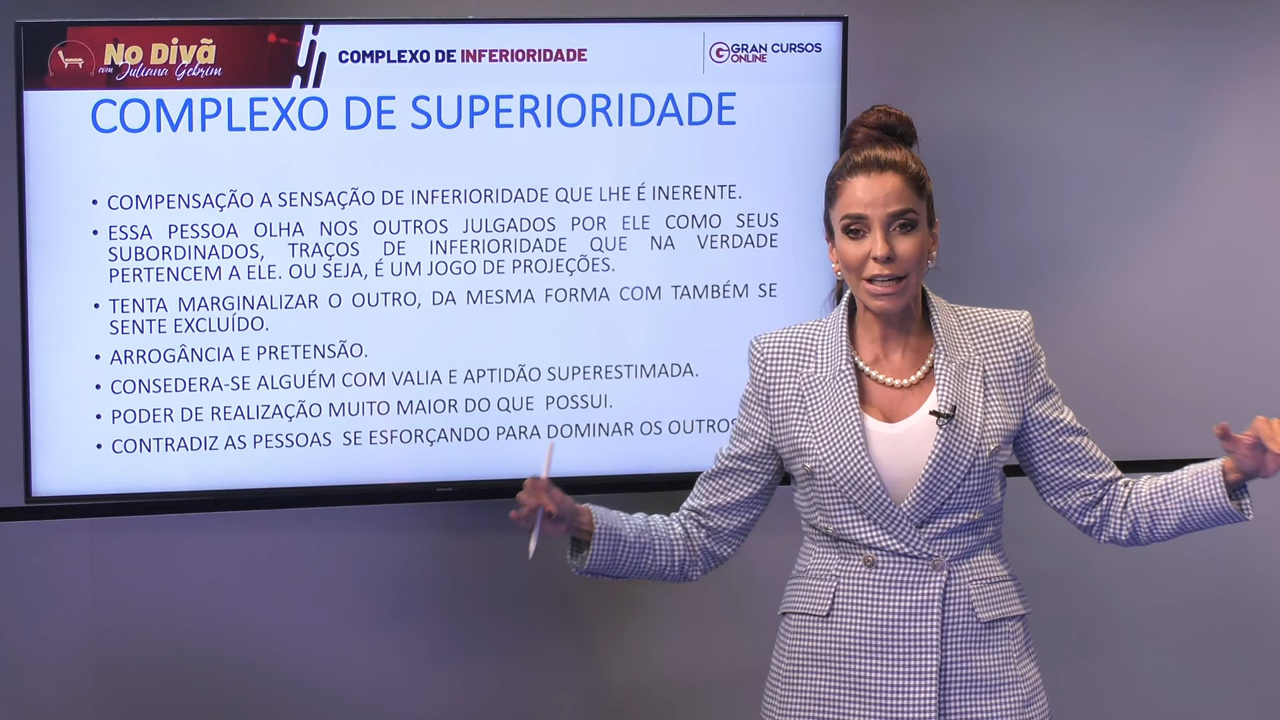 No Divã
com Juliana Gebrim
COMPLEXO DE INFERIORIDADE
GRAN CURSOS
ONLINE
COMPLEXO DE SUPERIORIDADE
• COMPENSAÇÃO A SENSAÇÃO DE INFERIORIDADE QUE LHE É INERENTE.
• ESSA PESSOA OLHA NOS OUTROS JULGADOS POR ELE COMO SEUS
SUBORDINADOS, TRAÇOS DE INFERIORIDADE QUE NA VERDADE
PERTENCEM A ELE. OU SEJA, É UM JOGO DE PROJEÇÕES.
• TENTA MARGINALIZAR O OUTRO, DA MESMA FORMA COM TAMBÉM SE
SENTE EXCLUÍDO.
• ARROGÂNCIA E PRETENSÃO.
• CONSEDERA-SE ALGUÉM COM VALIA E APTIDÃO SUPERESTIMADA.
• PODER DE REALIZAÇÃO MUITO MAIOR DO QUE POSSUI.
• CONTRADIZ AS PESSOAS SE ESFORÇANDO PARA DOMINAR OS OUTROS